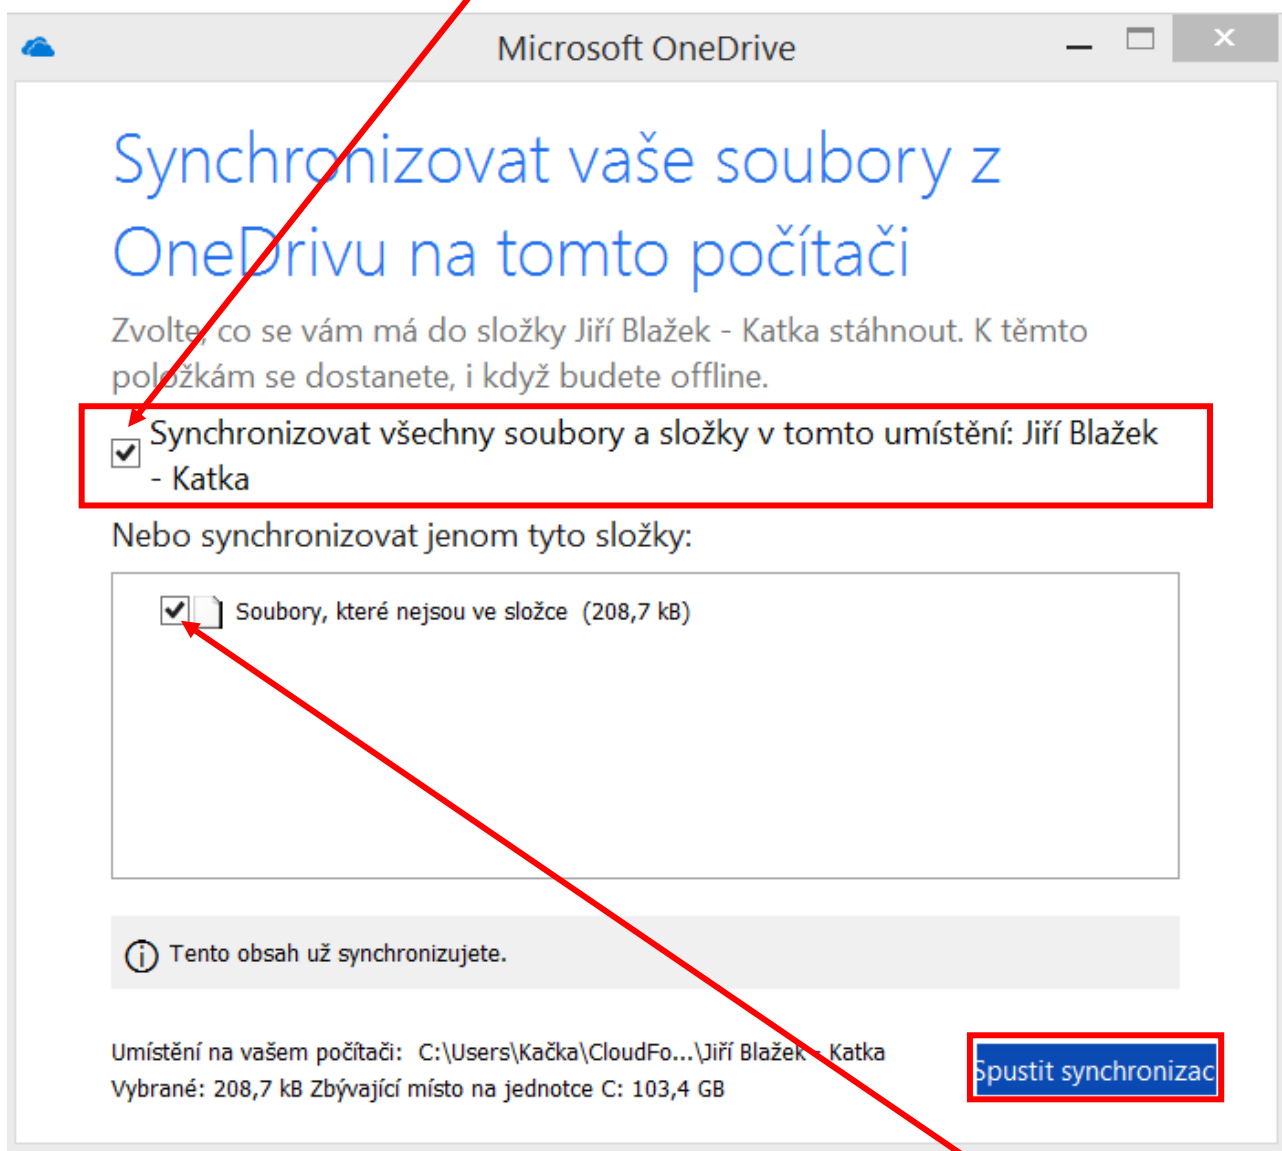 Microsoft OneDrive
Synchronizovat vaše soubory z
OneDrivu na tomto počítači
Zvolte, co se vám má do složky Jiří Blažek - Katka stáhnout. K těmto
položkám se dostanete, i když budete offline.
Synchronizovat všechny soubory a složky v tomto umístění: Jiří Blažek
- Katka
Nebo synchronizovat jenom tyto složky:
Soubory, které nejsou ve složce (208,7 kB)
Tento obsah už synchronizujete.
Umístění na vašem počítači: C:\Users\Kačka\CloudFo...\Jiří Blažek - Katka
Vybrané: 208,7 kB Zbývající místo na jednotce C: 103,4 GB
Spustit synchronizac